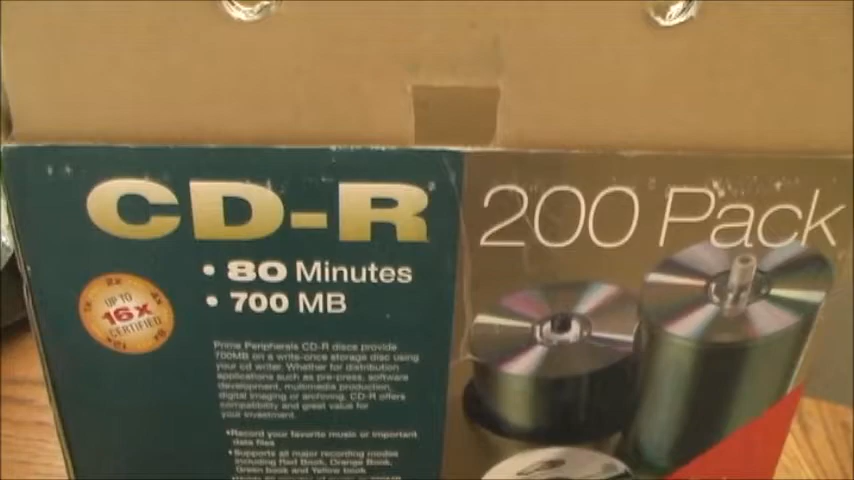 CD-R
200 Pack
• 80 Minutes
• 700 MB
UP TO
16x
CERTIFIED
Prime Peripherals CD-R discs provide
700MB on a write-once storage disc using
your cd writer. Whether for distribution
applications such as pre-press, software
development, multimedia production,
digital imaging or archiving, CD-R offers
compatibility and great value for
your investment.
•Record your favorite music or important
data files
•Supports all major recording modes
including Red Book, Orange Book,
Green book and Yellow book